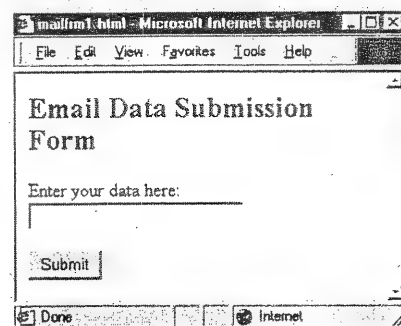 mailfrm1.html - Microsoft Internet Explorer
File Edit View Favorites Tools Help
Email Data Submission
Form
Enter your data here:
Submit
Done Internet